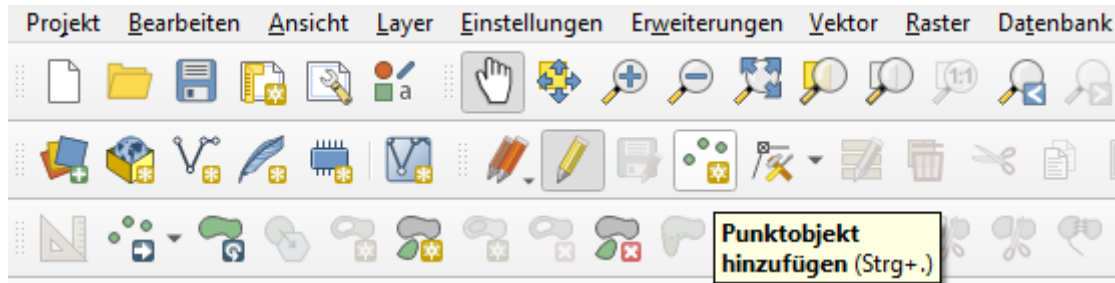 Projekt Bearbeiten Ansicht Layer Einstellungen Erweiterungen Vektor Raster Datenbank
a
1:1
Punktobjekt
hinzufügen (Strg+.)